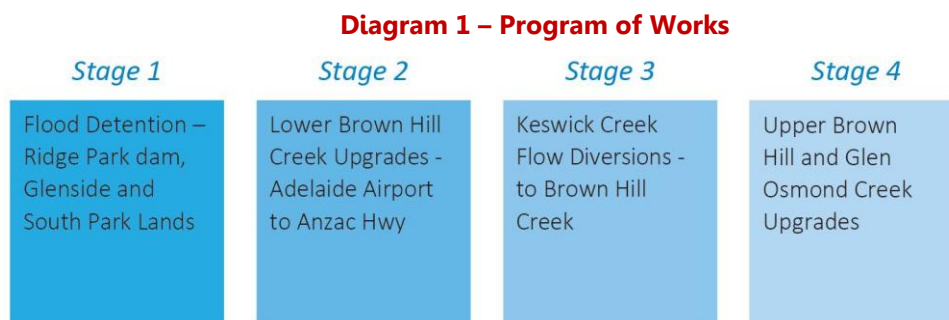 Diagram 1 – Program of Works
Stage 1
Stage 2
Stage 3
Stage 4
Flood Detention –
Ridge Park dam,
Glenside and
South Park Lands
Lower Brown Hill
Creek Upgrades -
Adelaide Airport
to Anzac Hwy
Keswick Creek
Flow Diversions -
to Brown Hill
Creek
Upper Brown
Hill and Glen
Osmond Creek
Upgrades